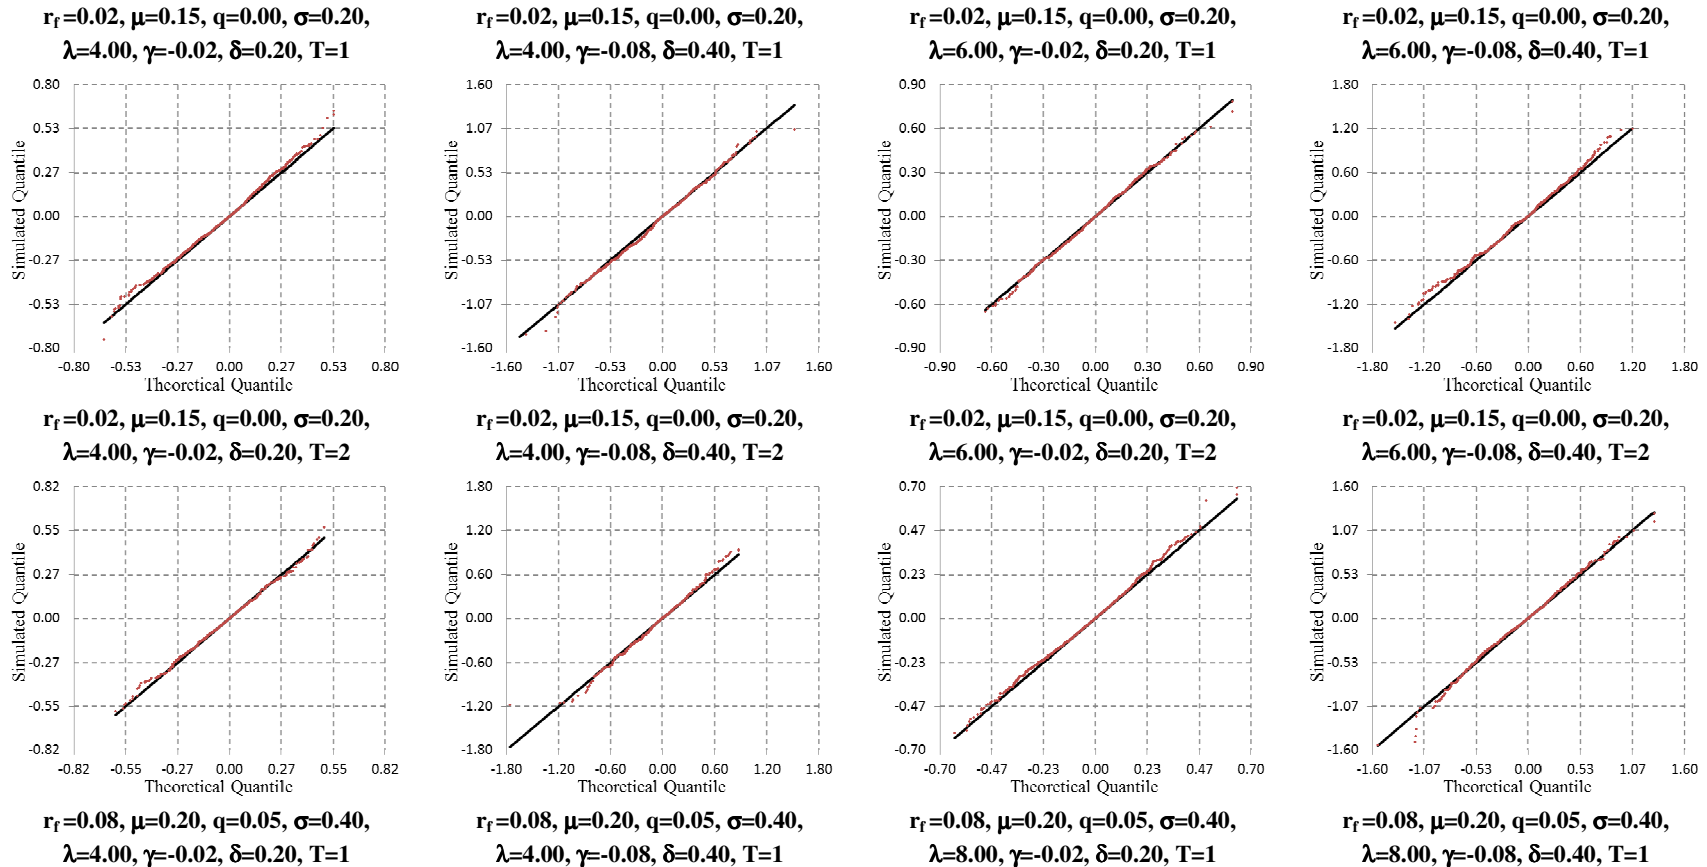 r_f=0.02, μ=0.15, q=0.00, σ=0.20,
λ=4.00, γ=-0.02, δ=0.20, T=1
0.80
0.53
0.27
0.00
-0.27
-0.53
-0.80
Simulated Quantile
-0.80 -0.53 -0.27 0.00 0.27 0.53 0.80
Theoretical Quantile
r_f=0.02, μ=0.15, q=0.00, σ=0.20,
λ=4.00, γ=-0.08, δ=0.40, T=1
1.60
1.07
0.53
0.00
-0.53
-1.07
-1.60
Simulated Quantile
-1.60 -1.07 -0.53 0.00 0.53 1.07 1.60
Theoretical Quantile
r_f=0.02, μ=0.15, q=0.00, σ=0.20,
λ=6.00, γ=-0.02, δ=0.20, T=1
0.90
0.60
0.30
0.00
-0.30
-0.60
-0.90
Simulated Quantile
-0.90 -0.60 -0.30 0.00 0.30 0.60 0.90
Theoretical Quantile
r_f=0.02, μ=0.15, q=0.00, σ=0.20,
λ=6.00, γ=-0.08, δ=0.40, T=1
1.80
1.20
0.60
0.00
-0.60
-1.20
-1.80
Simulated Quantile
-1.80 -1.20 -0.60 0.00 0.60 1.20 1.80
Theoretical Quantile
r_f=0.02, μ=0.15, q=0.00, σ=0.20,
λ=4.00, γ=-0.02, δ=0.20, T=2
0.82
0.55
0.27
0.00
-0.27
-0.55
-0.82
Simulated Quantile
-0.82 -0.55 -0.27 0.00 0.27 0.55 0.82
Theoretical Quantile
r_f=0.02, μ=0.15, q=0.00, σ=0.20,
λ=4.00, γ=-0.08, δ=0.40, T=2
1.80
1.20
0.60
0.00
-0.60
-1.20
-1.80
Simulated Quantile
-1.80 -1.20 -0.60 0.00 0.60 1.20 1.80
Theoretical Quantile
r_f=0.02, μ=0.15, q=0.00, σ=0.20,
λ=6.00, γ=-0.02, δ=0.20, T=2
0.70
0.47
0.23
0.00
-0.23
-0.47
-0.70
Simulated Quantile
-0.70 -0.47 -0.23 0.00 0.23 0.47 0.70
Theoretical Quantile
r_f=0.02, μ=0.15, q=0.00, σ=0.20,
λ=6.00, γ=-0.08, δ=0.40, T=2
1.60
1.07
0.53
0.00
-0.53
-1.07
-1.60
Simulated Quantile
-1.60 -1.07 -0.53 0.00 0.53 1.07 1.60
Theoretical Quantile
r_f=0.08, μ=0.20, q=0.05, σ=0.40,
λ=4.00, γ=-0.02, δ=0.20, T=1
r_f=0.08, μ=0.20, q=0.05, σ=0.40,
λ=4.00, γ=-0.08, δ=0.40, T=1
r_f=0.08, μ=0.20, q=0.05, σ=0.40,
λ=8.00, γ=-0.02, δ=0.20, T=1
r_f=0.08, μ=0.20, q=0.05, σ=0.40,
λ=8.00, γ=-0.08, δ=0.40, T=1